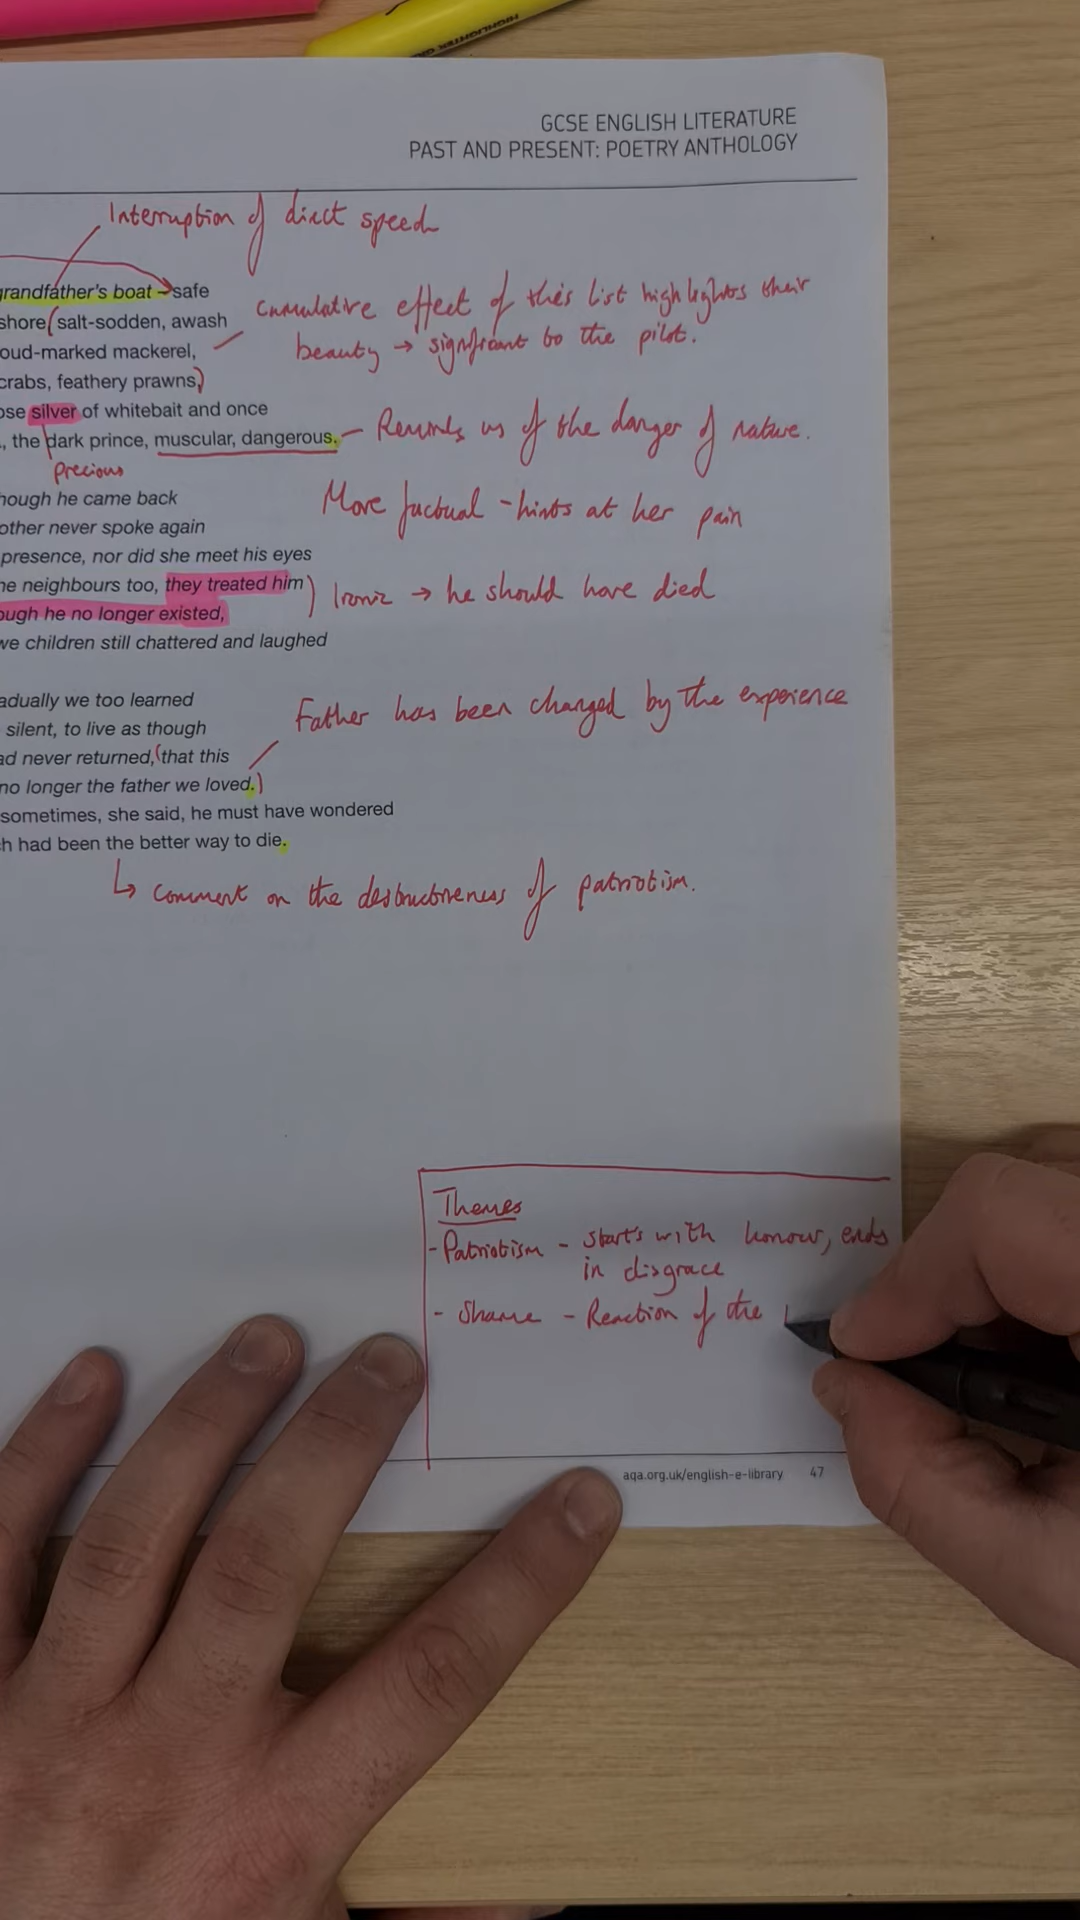 HIGHLIGHTER
GCSE ENGLISH LITERATURE
PAST AND PRESENT: POETRY ANTHOLOGY
Interruption of direct speed
grandfather's boat – safe
shore (salt-sodden, awash
cumulative effect of this list highlights their
oud-marked mackerel,
beauty → significant to the pilot.
crabs, feathery prawns,)
ose silver of whitebait and once
, the dark prince, muscular, dangerous. – Reminds us of the danger of nature.
precious
hough he came back
More factual - hints at her pain
other never spoke again
presence, nor did she meet his eyes
he neighbours too, they treated him
Ironic → he should have died
ough he no longer existed,
we children still chattered and laughed
adually we too learned
Father has been changed by the experience
silent, to live as though
ad never returned, (that this
no longer the father we loved.)
sometimes, she said, he must have wondered
h had been the better way to die.
↳ comment on the destructiveness of patriotism.
Themes
- Patriotism - starts with honour, ends
in disgrace
- Shame - Reaction of the
aqa.org.uk/english-e-library 47